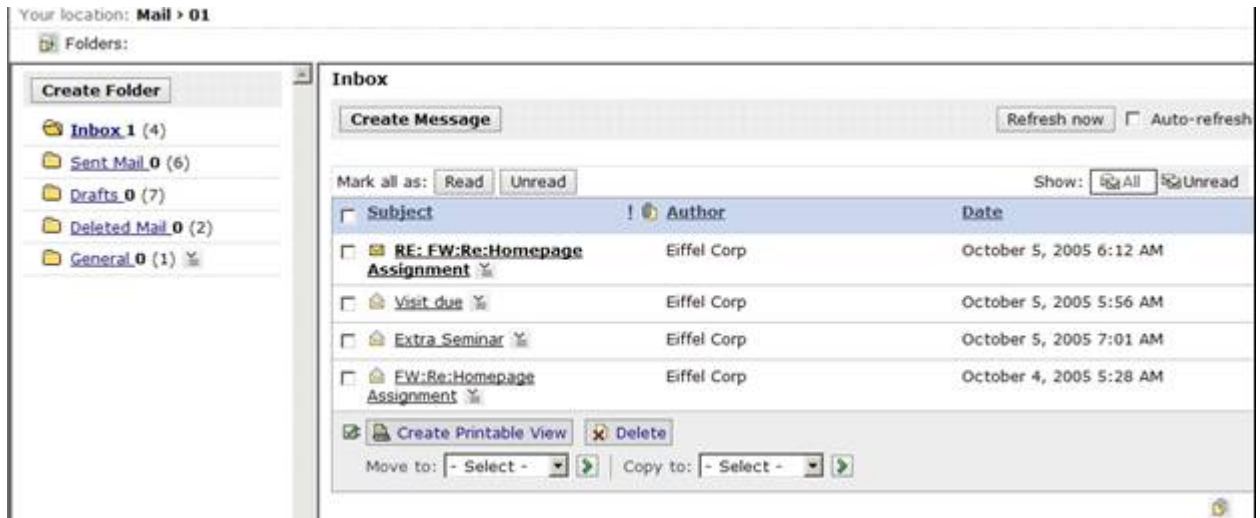 Your location: Mail › 01
Folders:
Create Folder
Inbox 1 (4)
Sent Mail 0 (6)
Drafts 0 (7)
Deleted Mail 0 (2)
General 0 (1)
Inbox
Create Message Refresh now Auto-refresh
Mark all as: Read Unread Show: All Unread
Subject ! Author Date
RE: FW:Re:Homepage Eiffel Corp October 5, 2005 6:12 AM
Assignment
Visit due Eiffel Corp October 5, 2005 5:56 AM
Extra Seminar Eiffel Corp October 5, 2005 7:01 AM
FW:Re:Homepage Eiffel Corp October 4, 2005 5:28 AM
Assignment
Create Printable View Delete
Move to: - Select - Copy to: - Select -